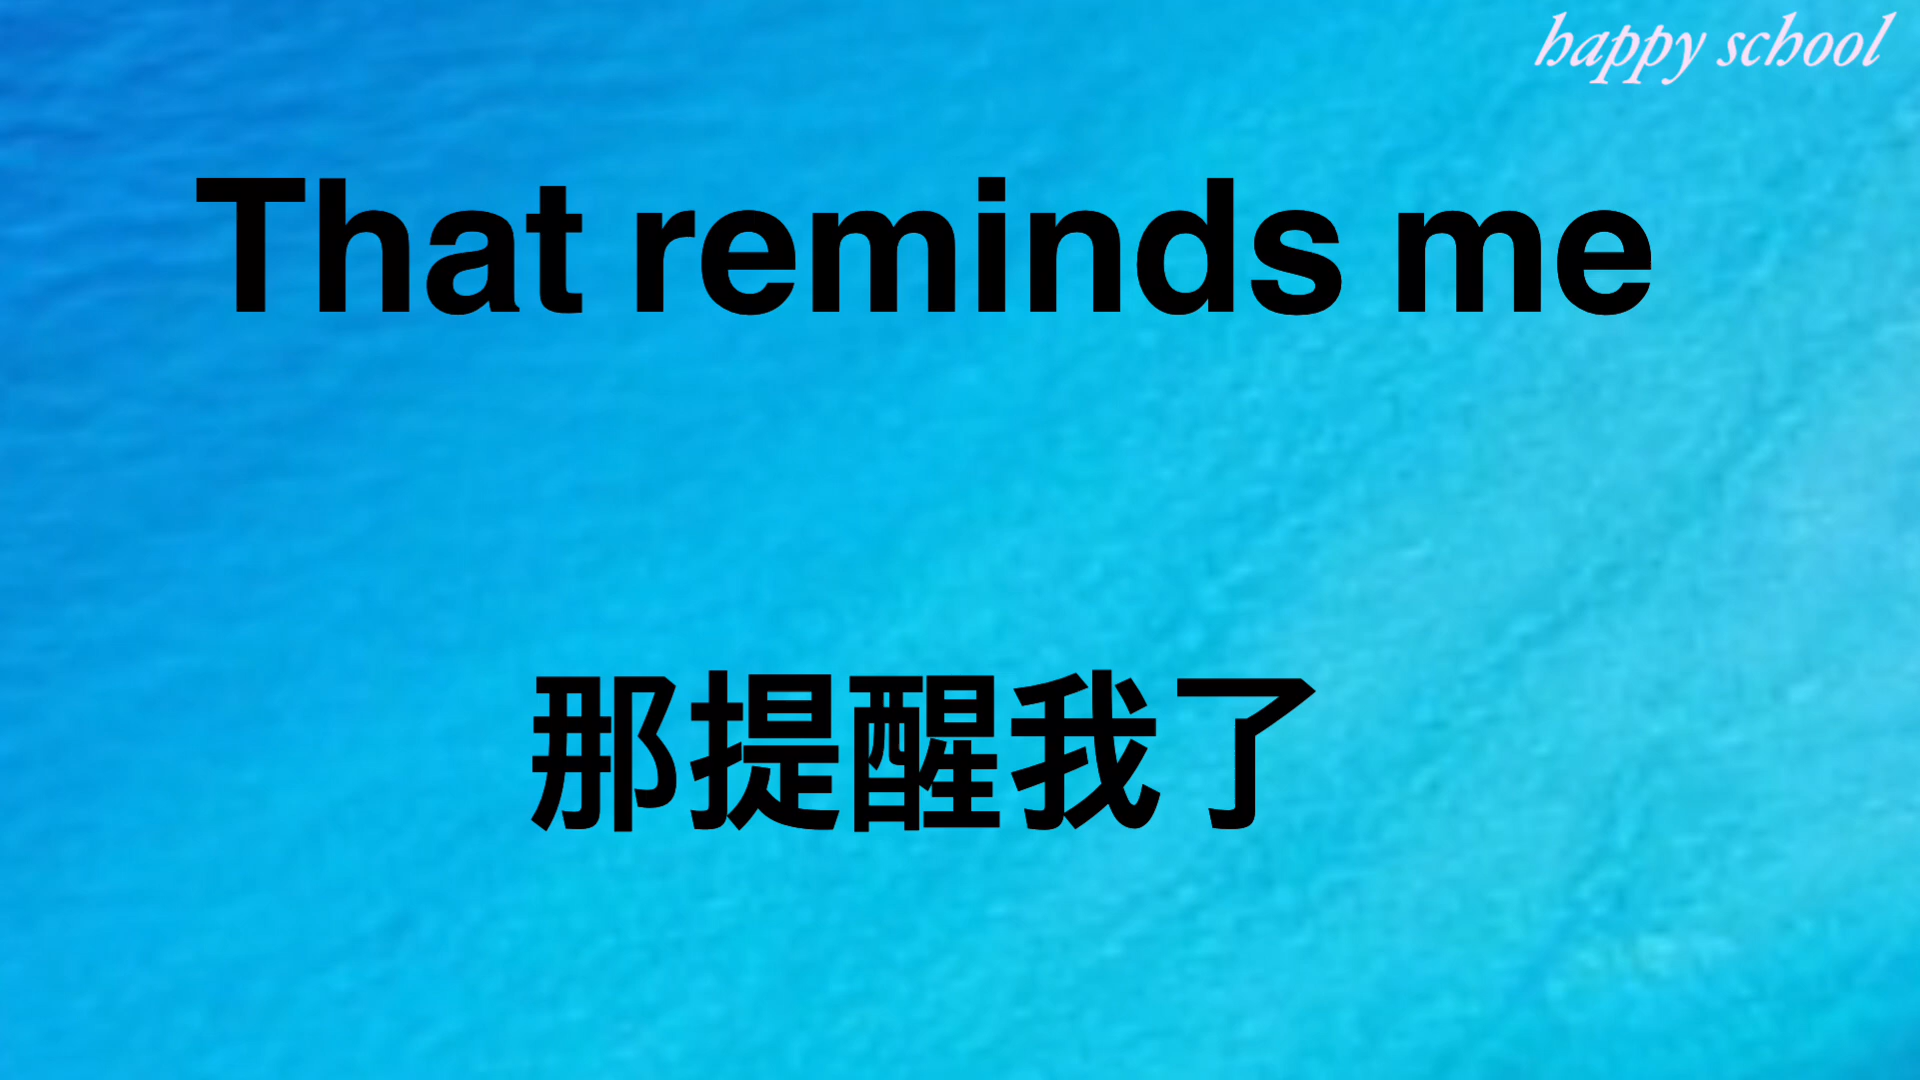 happy school
That reminds me
那提醒我了